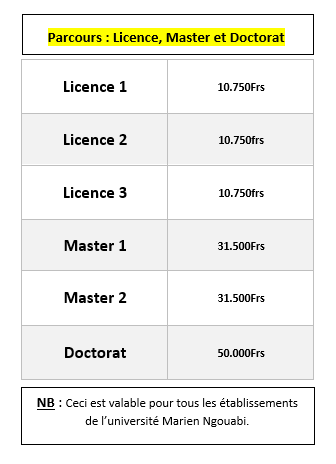 Parcours : Licence, Master et Doctorat
Licence 1 10.750Frs
Licence 2 10.750frs
Licence 3 10.750frs
Master 1 31.500Frs
Master 2 31.500Frs
Doctorat 50.000Frs
NB : Ceci est valable pour tous les établissements
de l’université Marien Ngouabi.